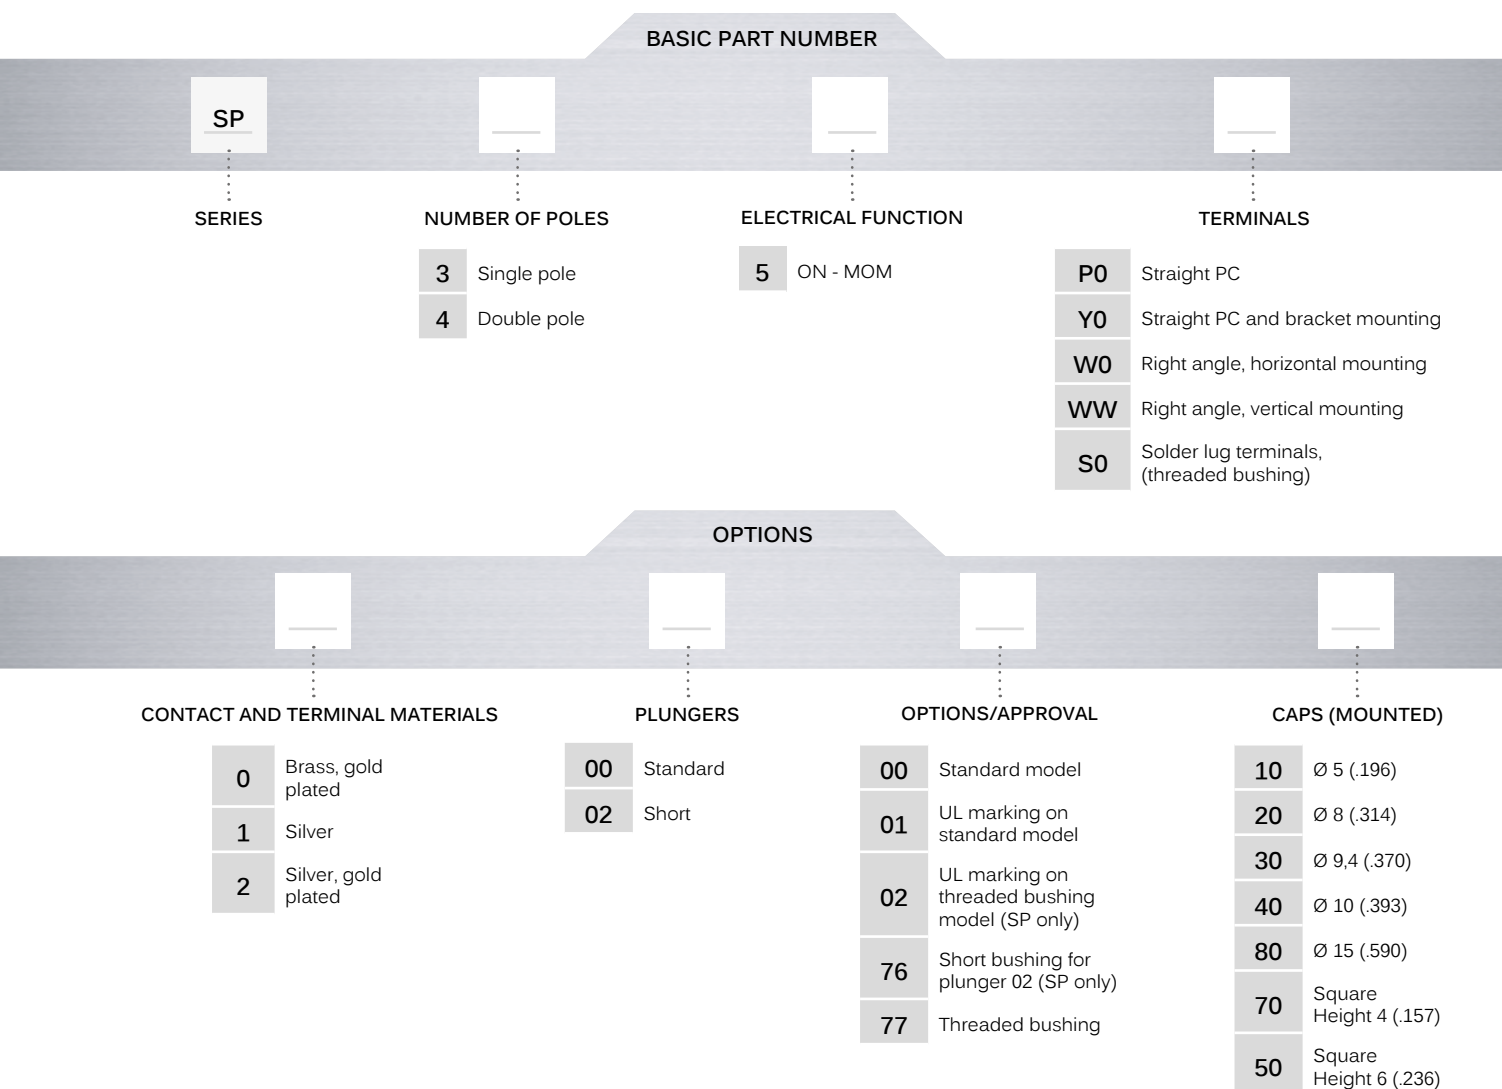 BASIC PART NUMBER
SP
SERIES
NUMBER OF POLES
3 Single pole
4 Double pole
ELECTRICAL FUNCTION
5 ON - MOM
TERMINALS
P0 Straight PC
Y0 Straight PC and bracket mounting
W0 Right angle, horizontal mounting
WW Right angle, vertical mounting
S0 Solder lug terminals,
(threaded bushing)
OPTIONS
CONTACT AND TERMINAL MATERIALS
0 Brass, gold
plated
1 Silver
2 Silver, gold
plated
PLUNGERS
00 Standard
02 Short
OPTIONS/APPROVAL
00 Standard model
01 UL marking on
standard model
02 UL marking on
threaded bushing
model (SP only)
76 Short bushing for
plunger 02 (SP only)
77 Threaded bushing
CAPS (MOUNTED)
10 Ø 5 (.196)
20 Ø 8 (.314)
30 Ø 9,4 (.370)
40 Ø 10 (.393)
80 Ø 15 (.590)
70 Square
Height 4 (.157)
50 Square
Height 6 (.236)